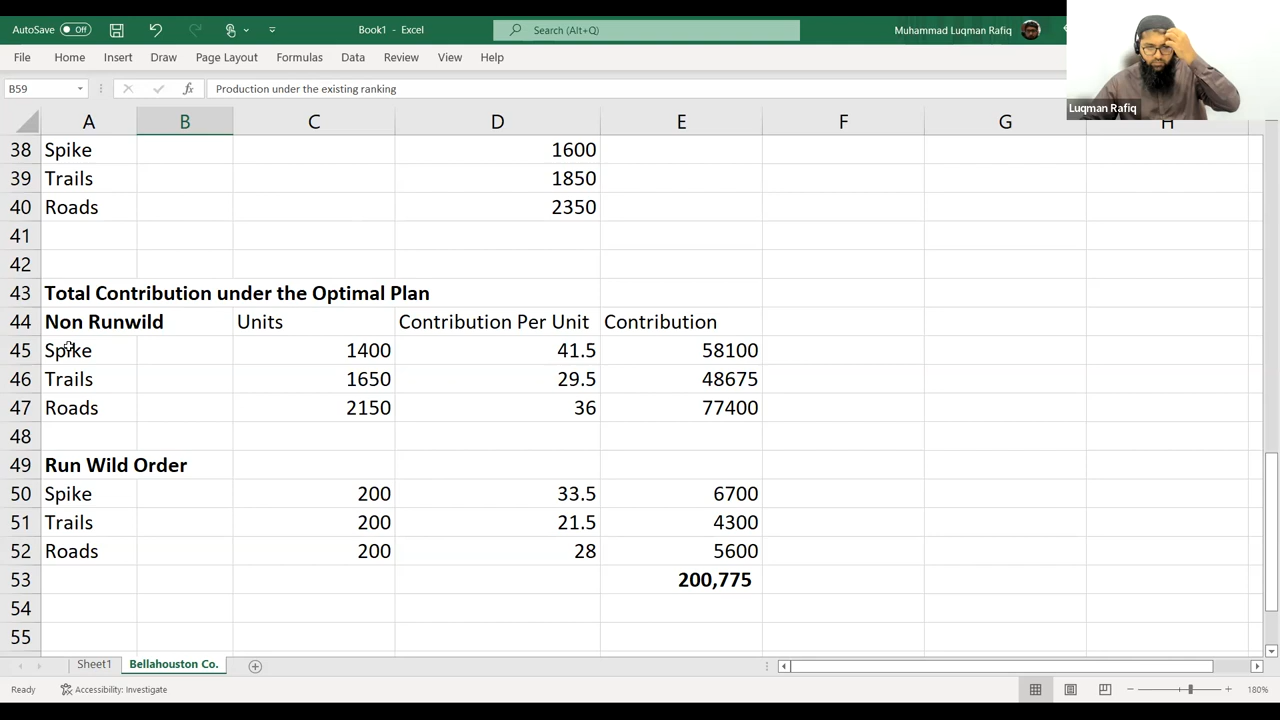 AutoSave Off Book1 - Excel Search (Alt+Q) Muhammad Luqman Rafiq
File Home Insert Draw Page Layout Formulas Data Review View Help
B59 fx Production under the existing ranking
Luqman Rafiq
A B C D E F G H
38 Spike 1600
39 Trails 1850
40 Roads 2350
41
42
43 Total Contribution under the Optimal Plan
44 Non Runwild Units Contribution Per Unit Contribution
45 Spike 1400 41.5 58100
46 Trails 1650 29.5 48675
47 Roads 2150 36 77400
48
49 Run Wild Order
50 Spike 200 33.5 6700
51 Trails 200 21.5 4300
52 Roads 200 28 5600
53 200,775
54
55
Sheet1 Bellahouston Co.
Ready Accessibility: Investigate 180%